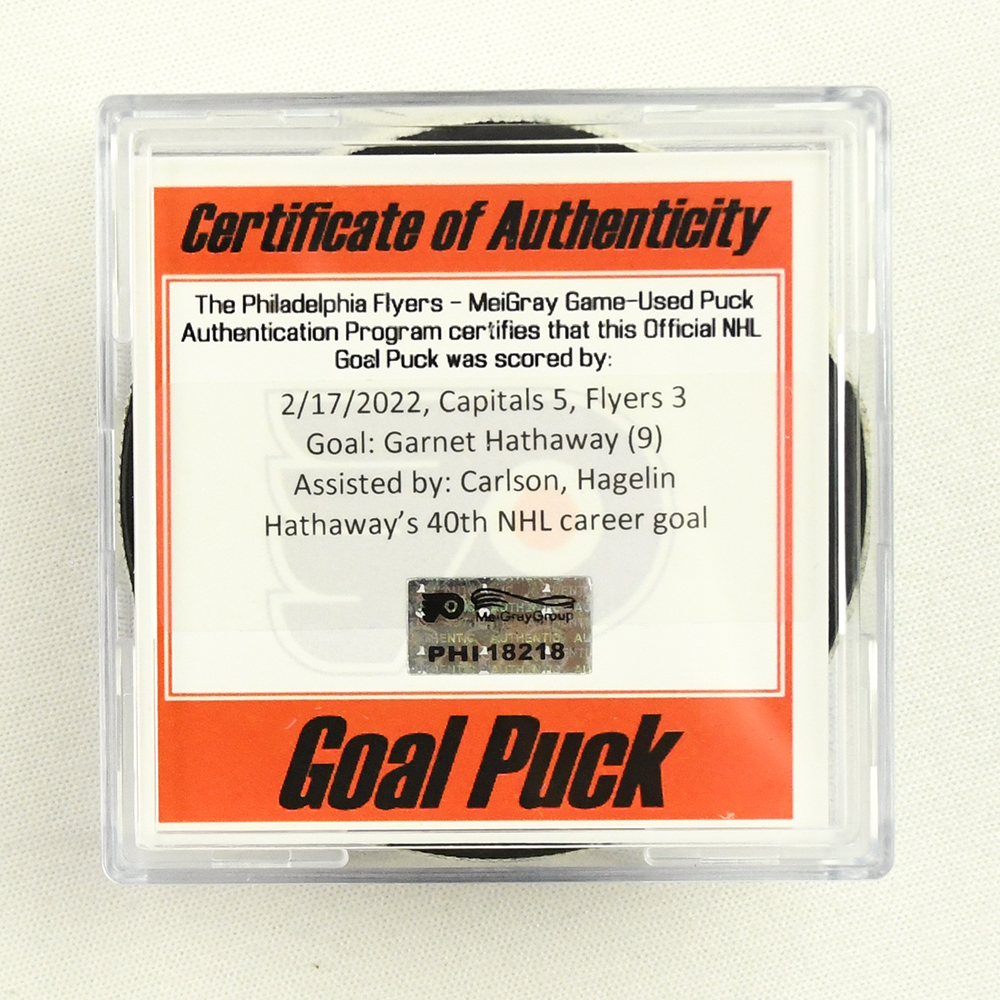 Certificate of Authenticity
The Philadelphia Flyers - MeiGray Game-Used Puck
Authentication Program certifies that this Official NHL
Goal Puck was scored by:
2/17/2022, Capitals 5, Flyers 3
Goal: Garnet Hathaway (9)
Assisted by: Carlson, Hagelin
Hathaway's 40th NHL career goal
MeiGrayGroup
PHI 18218
Goal Puck